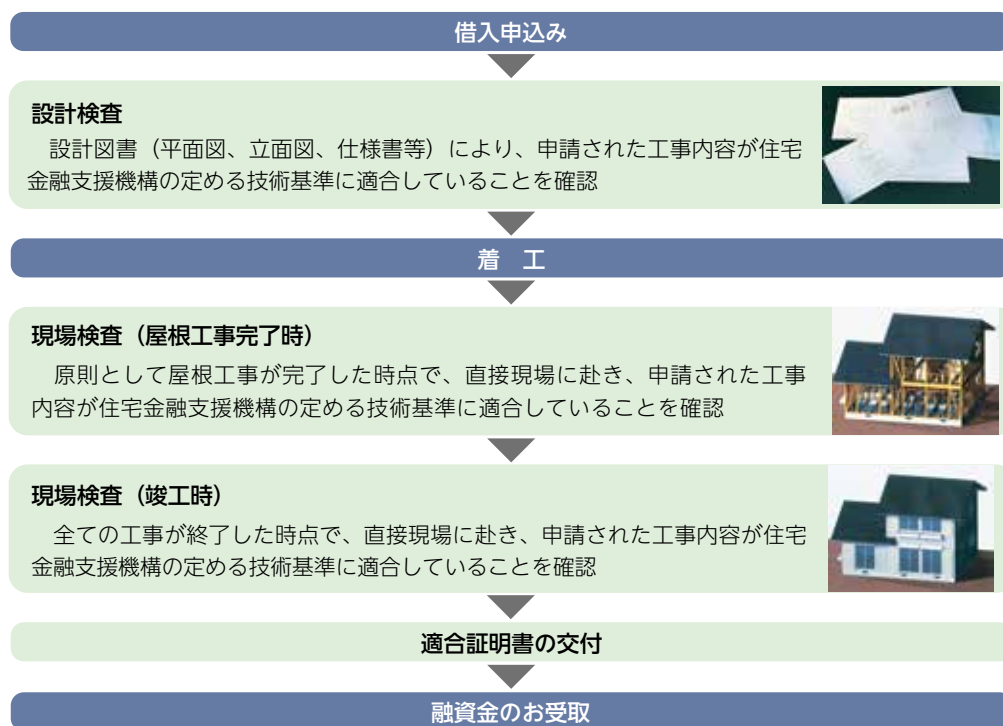 借入申込み
設計検査
設計図書（平面図、立面図、仕様書等）により、申請された工事内容が住宅
金融支援機構の定める技術基準に適合していることを確認
着　工
現場検査（屋根工事完了時）
原則として屋根工事が完了した時点で、直接現場に赴き、申請された工事
内容が住宅金融支援機構の定める技術基準に適合していることを確認
現場検査（竣工時）
全ての工事が終了した時点で、直接現場に赴き、申請された工事内容が住宅
金融支援機構の定める技術基準に適合していることを確認
適合証明書の交付
融資金のお受取